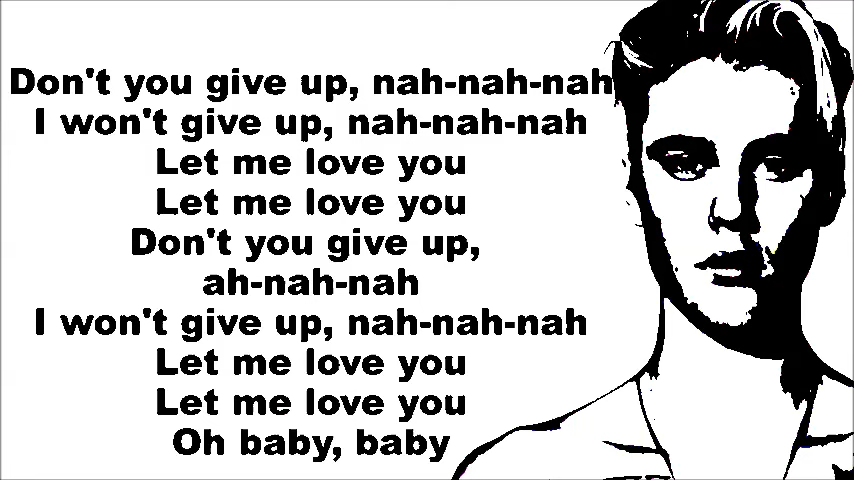 Don't you give up, nah-nah-nah
I won't give up, nah-nah-nah
Let me love you
Let me love you
Don't you give up,
ah-nah-nah
I won't give up, nah-nah-nah
Let me love you
Let me love you
Oh baby, baby